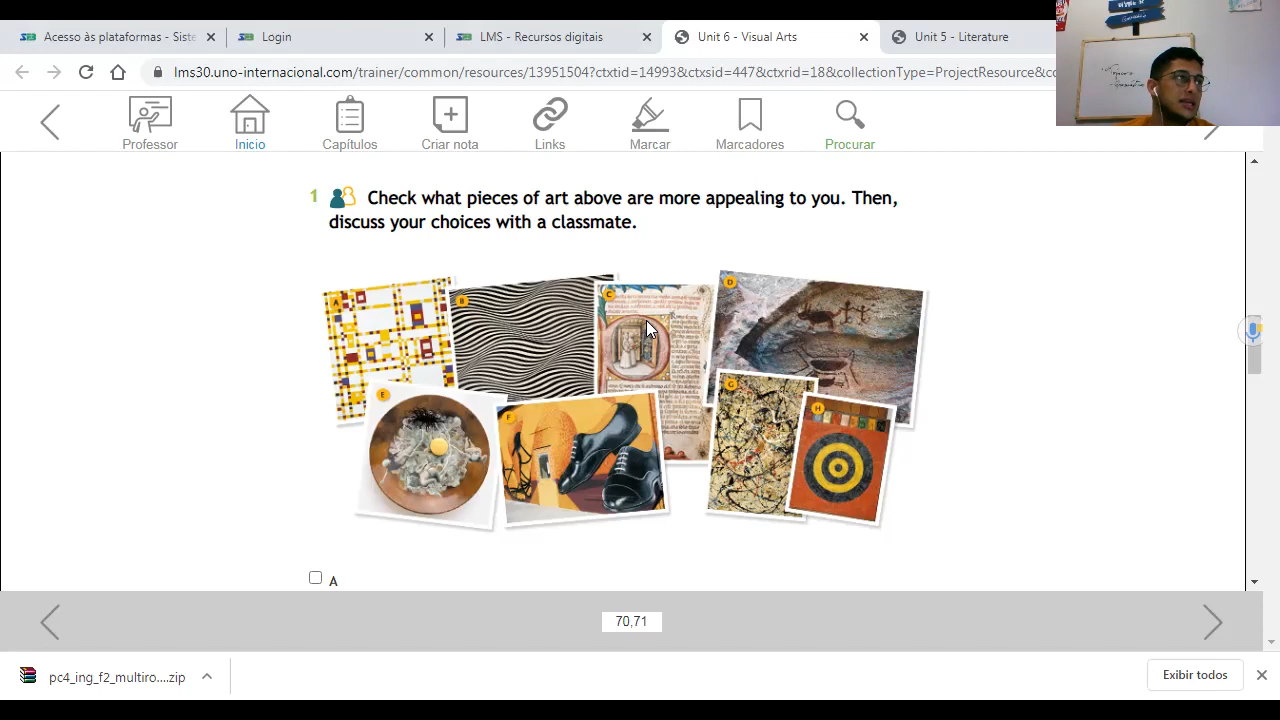 Acesso às plataformas - Siste
Login
LMS - Recursos digitais
Unit 6 - Visual Arts
Unit 5 - Literature
lms30.uno-internacional.com/trainer/common/resources/13951504?ctxtid=14993&ctxsid=447&ctxrid=18&collectionType=ProjectResource&co
Professor
Inicio
Capítulos
Criar nota
Links
Marcar
Marcadores
Procurar
1 Check what pieces of art above are more appealing to you. Then,
discuss your choices with a classmate.
A
B
C
D
E
F
G
H
A
70,71
pc4_ing_f2_multiro....zip
Exibir todos